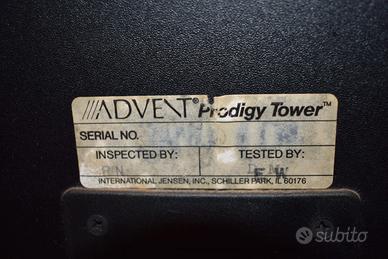 ADVENT® Prodigy Tower™
SERIAL NO.
INSPECTED BY: TESTED BY:
INTERNATIONAL JENSEN, INC., SCHILLER PARK, IL 60176
subito